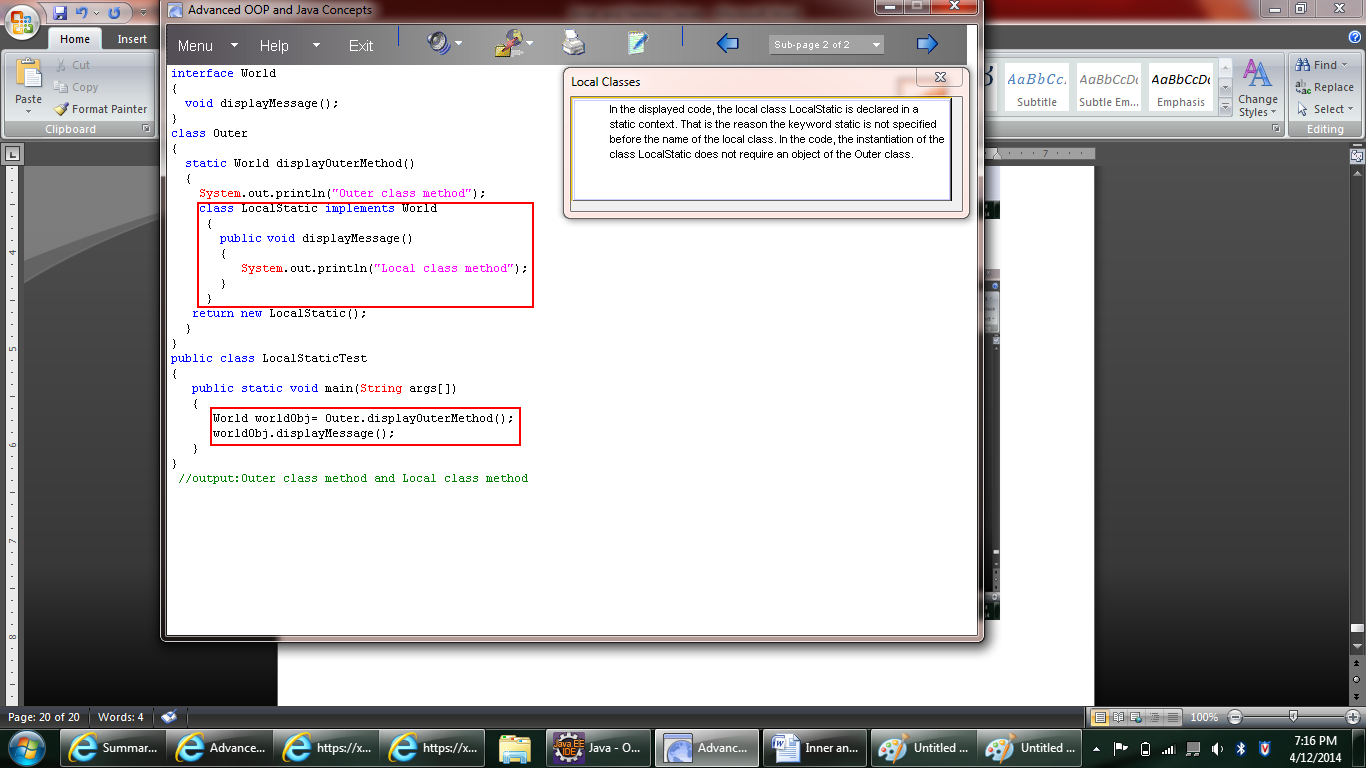 Advanced OOP and Java Concepts
Home
Insert
Cut
Copy
Format Painter
Paste
Clipboard
Menu
Help
Exit
Sub-page 2 of 2
AaBbCc.
AaBbCcDc
AaBbCcDc
Subtitle
Subtle Em...
Emphasis
Change
Styles
Find
Replace
Select
Editing
interface World
{
void displayMessage();
}
class Outer
{
static World displayOuterMethod()
{
System.out.println("Outer class method");
class LocalStatic implements World
{
public void displayMessage()
{
System.out.println("Local class method");
}
}
return new LocalStatic();
}
}
public class LocalStaticTest
{
public static void main(String args[])
{
World worldObj= Outer.displayOuterMethod();
worldObj.displayMessage();
}
}
//output:Outer class method and Local class method
Local Classes
In the displayed code, the local class LocalStatic is declared in a
static context. That is the reason the keyword static is not specified
before the name of the local class. In the code, the instantiation of the
class LocalStatic does not require an object of the Outer class.
7
4
5
6
7
8
Page: 20 of 20
Words: 4
100%
Summar...
Advance...
https://x...
https://x...
Java EE
IDE
Java - O...
Advanc...
Inner an...
Untitled ...
Untitled ...
7:16 PM
4/12/2014